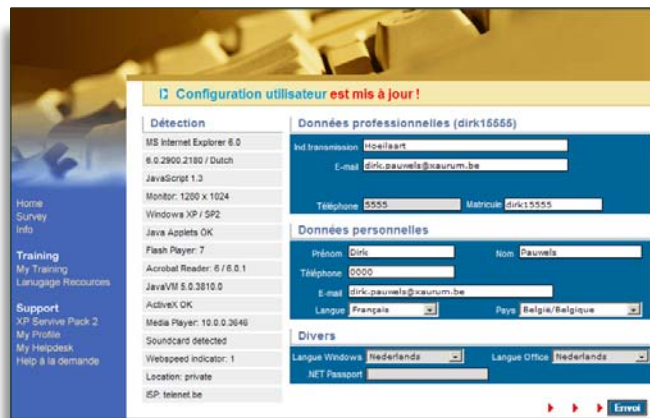 Configuration utilisateur est mis à jour !
Home
Survey
Info
Training
My Training
Lanugage Recources
Support
XP Servive Pack 2
My Profile
My Helpdesk
Help à la demande
Détection
MS Internet Explorer 6.0
6.0.2900.2180 / Dutch
JavaScript 1.3
Monitor: 1280 x 1024
Windows XP / SP2
Java Applets OK
Flash Player: 7
Acrobat Reader: 6 / 6.0.1
JavaVM 5.0.3810.0
ActiveX OK
Media Player: 10.0.0.3646
Soundcard detected
Webspeed indicator: 1
Location: private
ISP: telenet.be
Données professionnelles (dirk15555)
Ind.transmission Hoeilaart
E-mail dirk.pauwels@xaurum.be
Téléphone 5555 Matricule dirk15555
Données personnelles
Prénom Dirk Nom Pauwels
Téléphone 0000
E-mail dirk.pauwels@xaurum.be
Langue Français Pays Belgie/Belgique
Divers
Langue Windows Nederlands Langue Office Nederlands
.NET Passport
Envoi